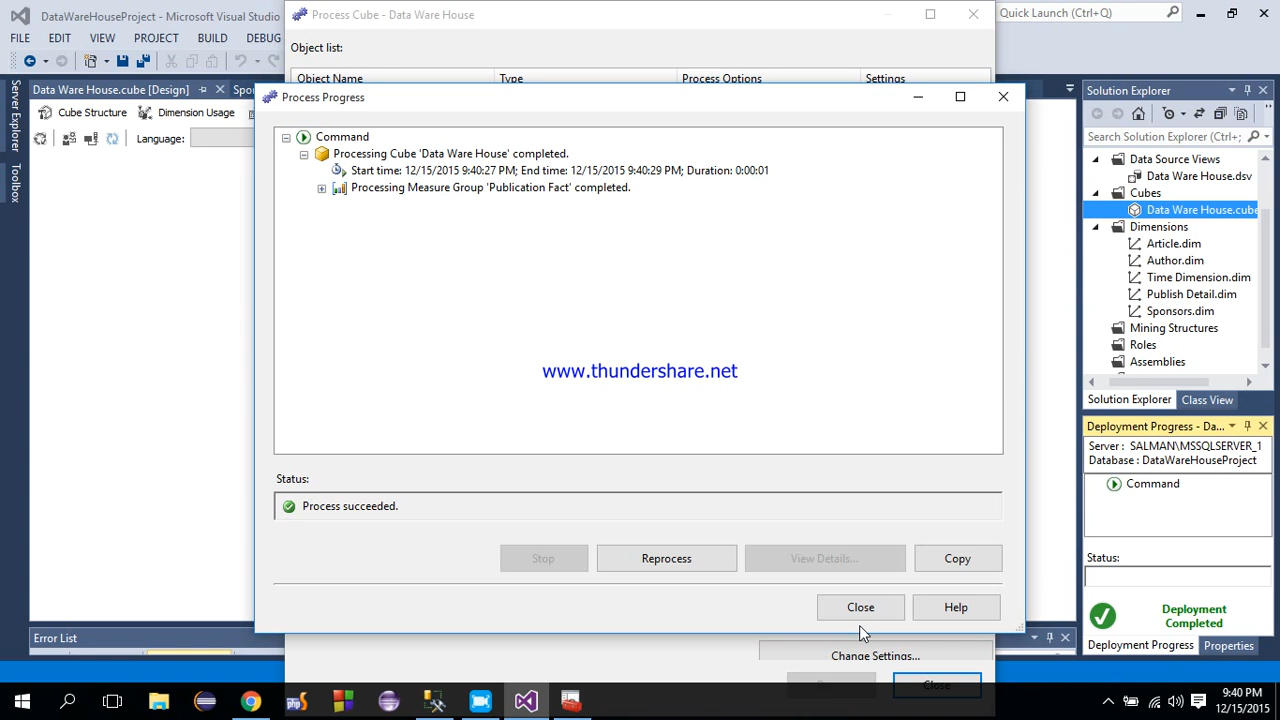 DataWareHouseProject - Microsoft Visual Studio
Process Cube - Data Ware House
Quick Launch (Ctrl+Q)
FILE EDIT VIEW PROJECT BUILD DEBUG
Object list:
Object Name Type Process Options Settings
Data Ware House.cube [Design]
Cube Structure Dimension Usage
Language:
Server Explorer
Toolbox
Process Progress
Command
Processing Cube 'Data Ware House' completed.
Start time: 12/15/2015 9:40:27 PM; End time: 12/15/2015 9:40:29 PM; Duration: 0:00:01
Processing Measure Group 'Publication Fact' completed.
www.thundershare.net
Status:
Process succeeded.
Stop Reprocess View Details... Copy
Close Help
Change Settings...
Close
Solution Explorer
Search Solution Explorer (Ctrl+;
Data Source Views
Data Ware House.dsv
Cubes
Data Ware House.cube
Dimensions
Article.dim
Author.dim
Time Dimension.dim
Publish Detail.dim
Sponsors.dim
Mining Structures
Roles
Assemblies
Solution Explorer Class View
Deployment Progress - Da...
Server : SALMAN\MSSQLSERVER_1
Database : DataWareHouseProject
Command
Status:
Deployment
Completed
Deployment Progress Properties
Error List
9:40 PM
12/15/2015